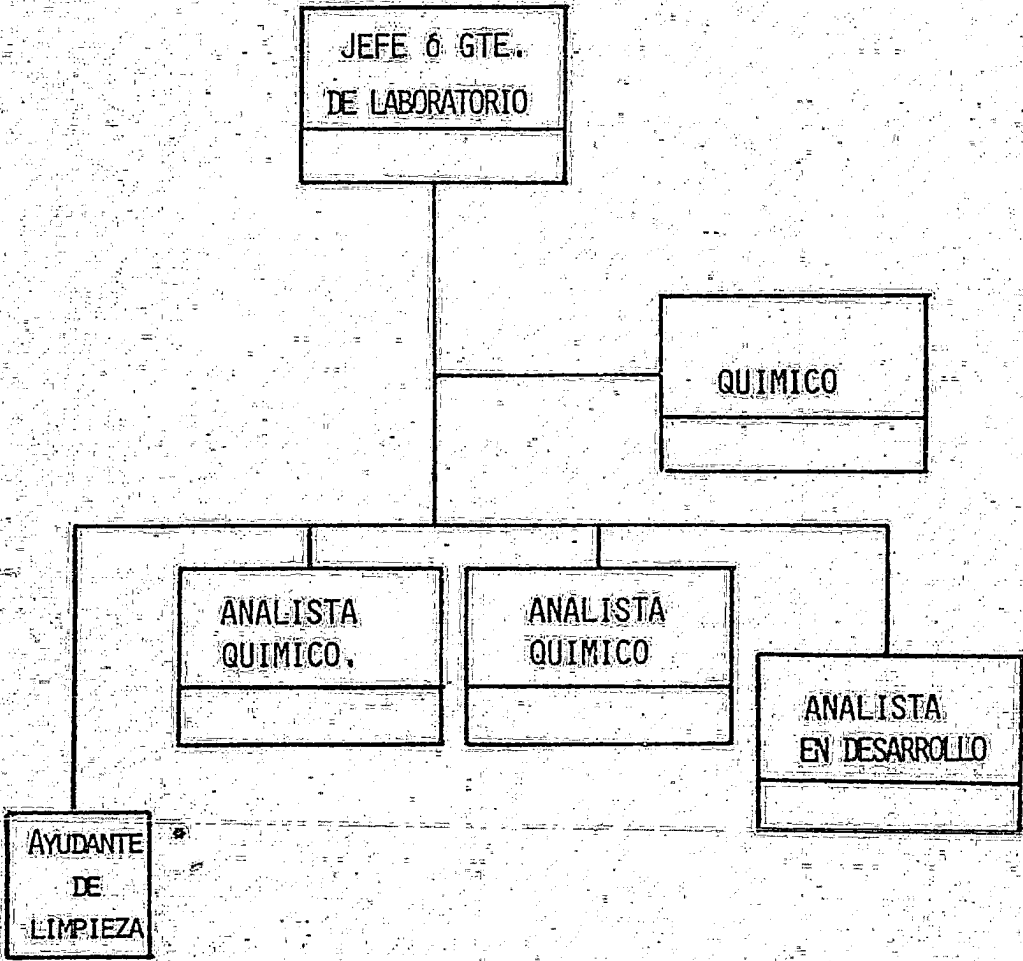 JEFE ó GTE.
DE LABORATORIO
QUIMICO
ANALISTA
QUIMICO.
ANALISTA
QUIMICO
ANALISTA
EN DESARROLLO
AYUDANTE *
DE
LIMPIEZA